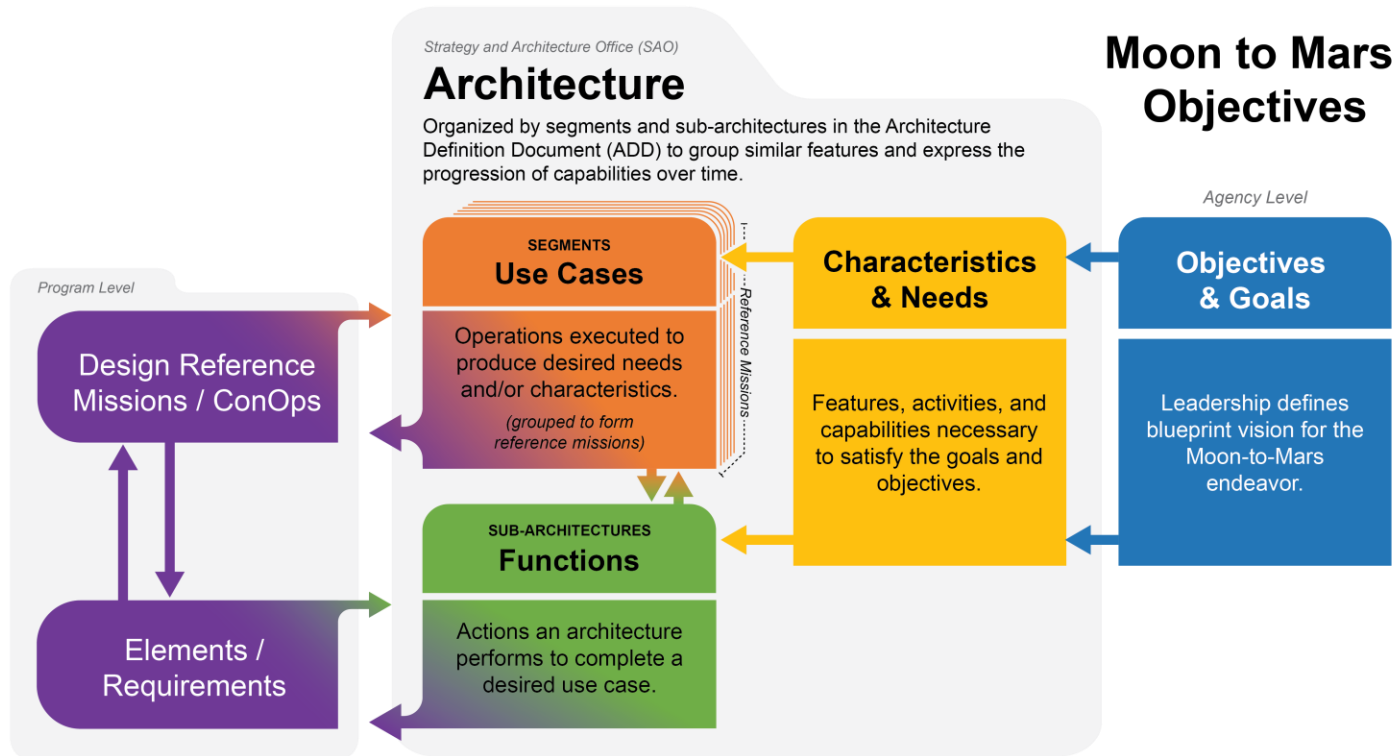 Moon to Mars
Objectives
Strategy and Architecture Office (SAO)
Architecture
Organized by segments and sub-architectures in the Architecture
Definition Document (ADD) to group similar features and express the
progression of capabilities over time.
Agency Level
Program Level
Design Reference
Missions / ConOps
Elements /
Requirements
SEGMENTS
Use Cases
Operations executed to
produce desired needs
and/or characteristics.
(grouped to form
reference missions)
Reference Missions
SUB-ARCHITECTURES
Functions
Actions an architecture
performs to complete a
desired use case.
Characteristics
& Needs
Features, activities, and
capabilities necessary
to satisfy the goals and
objectives.
Objectives
& Goals
Leadership defines
blueprint vision for the
Moon-to-Mars
endeavor.